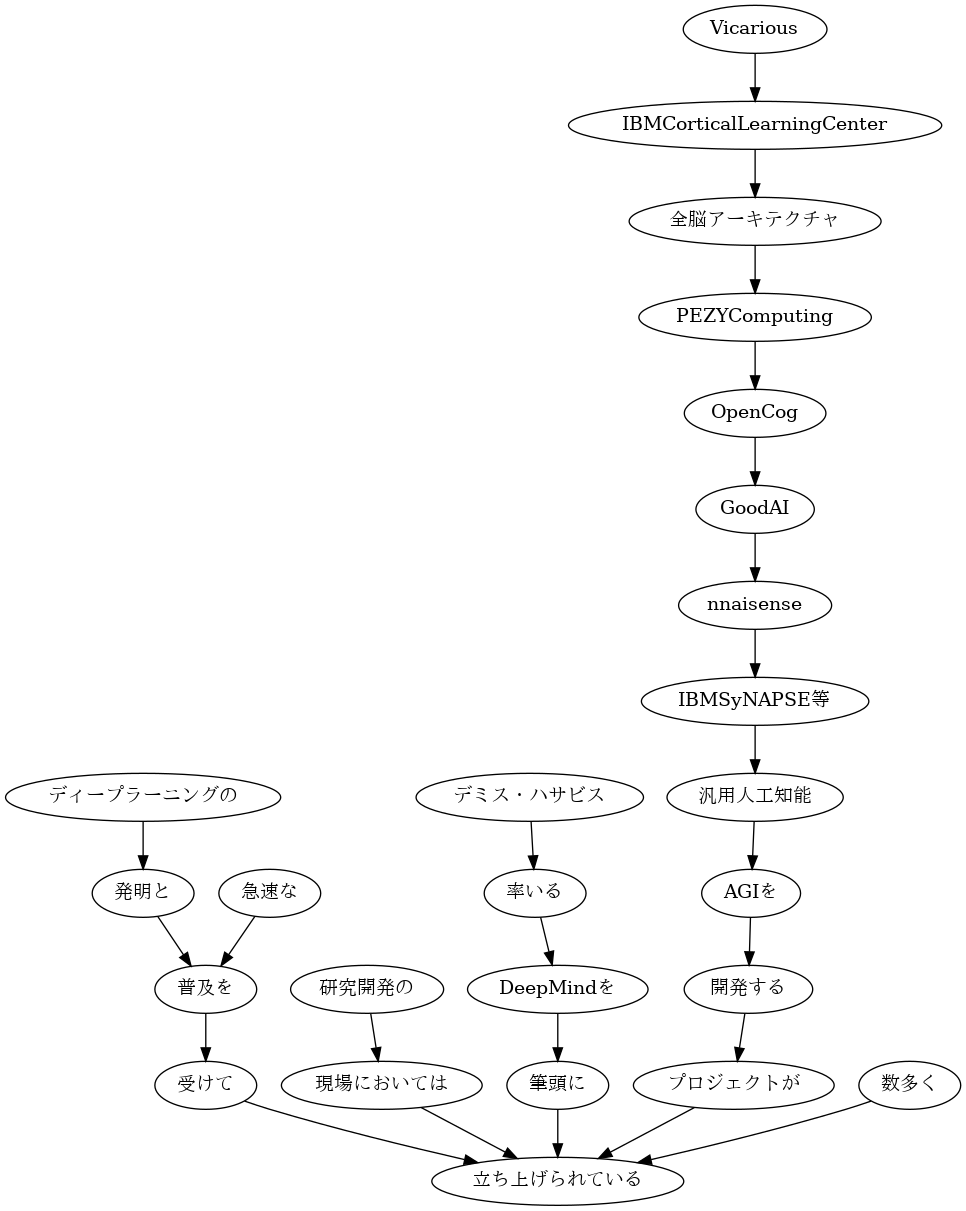 Vicarious
IBMCorticalLearningCenter
全脳アーキテクチャ
PEZYComputing
OpenCog
GoodAI
nnaisense
IBMSyNAPSE等
ディープラーニングの
デミス・ハサビス
汎用人工知能
発明と
急速な
率いる
AGIを
普及を
研究開発の
DeepMindを
開発する
受けて
現場においては
筆頭に
プロジェクトが
数多く
立ち上げられている